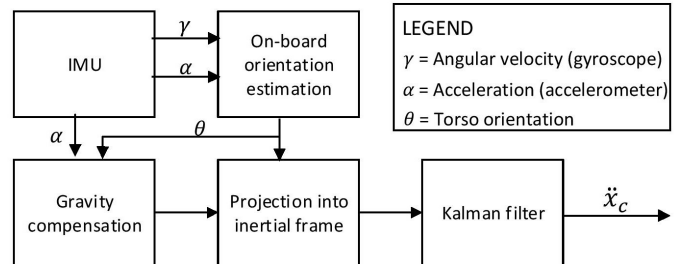 IMU
γ
α
On-board
orientation
estimation
LEGEND
γ = Angular velocity (gyroscope)
α = Acceleration (accelerometer)
θ = Torso orientation
α
θ
Gravity
compensation
Projection into
inertial frame
Kalman filter
ẍ_c